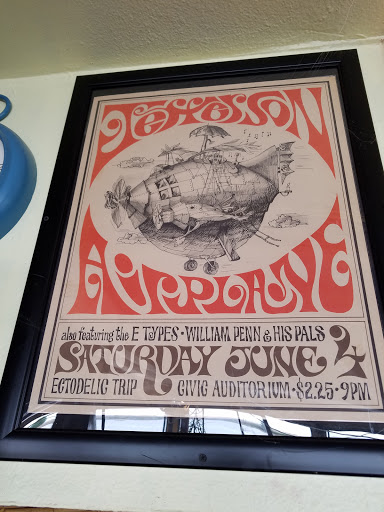 JEFFERSON
AIRPLANE
also featuring the E TYPES · WILLIAM PENN & HIS PALS
SATURDAY JUNE 4
ECTODELIC TRIP CIVIC AUDITORIUM · $2.25 · 9PM